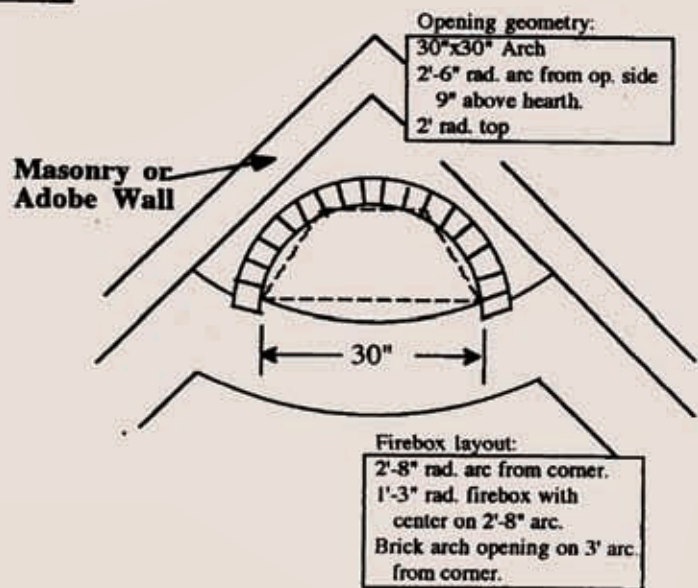 Opening geometry:
30"x30" Arch
2'-6" rad. arc from op. side
9" above hearth.
2' rad. top
Masonry or
Adobe Wall
30"
Firebox layout:
2'-8" rad. arc from corner.
1'-3" rad. firebox with
center on 2'-8" arc.
Brick arch opening on 3' arc
from corner.